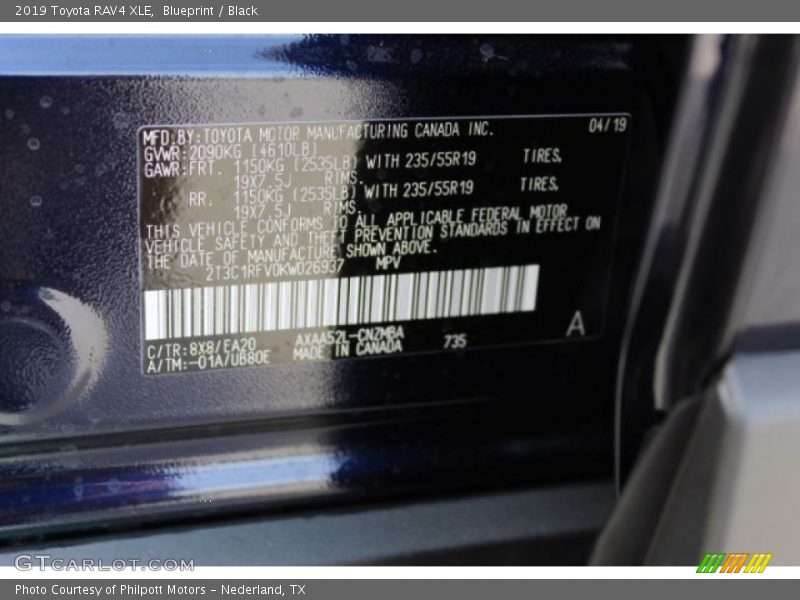 2019 Toyota RAV4 XLE, Blueprint / Black
MFD.BY:TOYOTA MOTOR MANUFACTURING CANADA INC. 04/19
GVWR:2090KG (4610LB)
GAWR:FRT. 1150KG (2535LB) WITH 235/55R19 TIRES.
19X7.5J RIMS.
RR. 1150KG (2535LB) WITH 235/55R19 TIRES.
19X7.5J RIMS.
THIS VEHICLE CONFORMS TO ALL APPLICABLE FEDERAL MOTOR
VEHICLE SAFETY AND THEFT PREVENTION STANDARDS IN EFFECT ON
THE DATE OF MANUFACTURE SHOWN ABOVE.
2T3C1RFV0KW026937 MPV
C/TR:8X8/EA20 AXAA52L-CNZMBA 735
A/TM:-01A/UB80E MADE IN CANADA
A
GTCARLOT.COM
Photo Courtesy of Philpott Motors - Nederland, TX